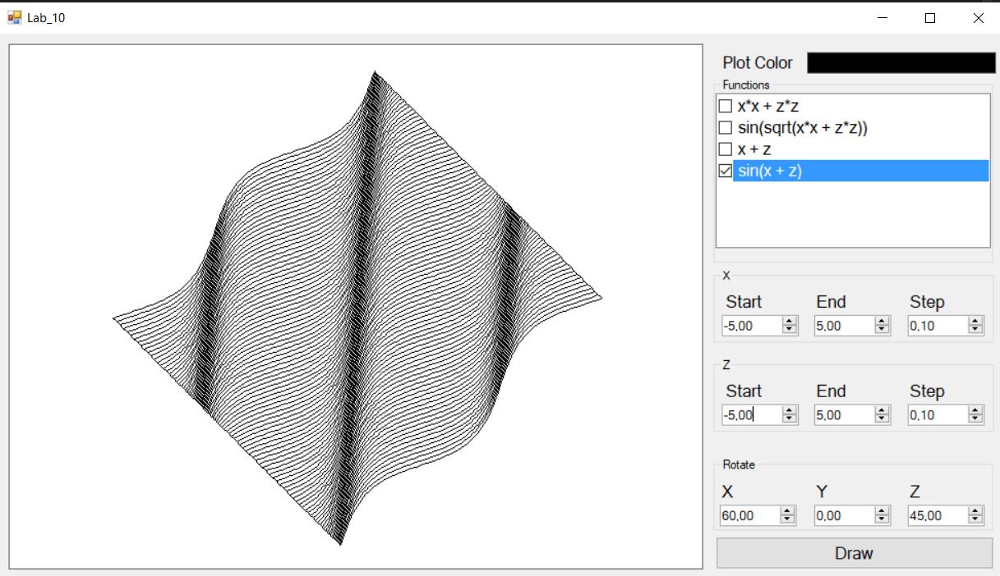 Lab_10
Plot Color
Functions
x*x + z*z
sin(sqrt(x*x + z*z))
x + z
sin(x + z)
X
Start End Step
-5,00 5,00 0,10
Z
Start End Step
-5,00 5,00 0,10
Rotate
X Y Z
60,00 0,00 45,00
Draw